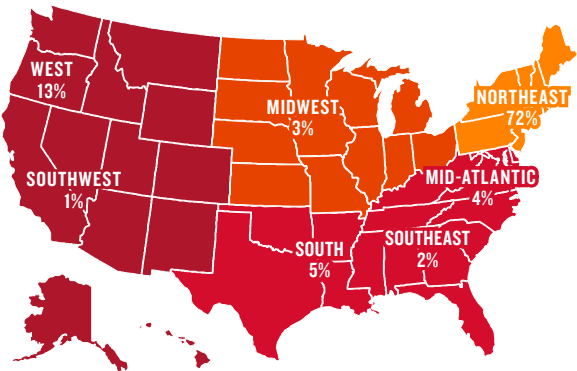 WEST
13%
MIDWEST
3%
NORTHEAST
72%
SOUTHWEST
1%
MID-ATLANTIC
4%
SOUTH
5%
SOUTHEAST
2%